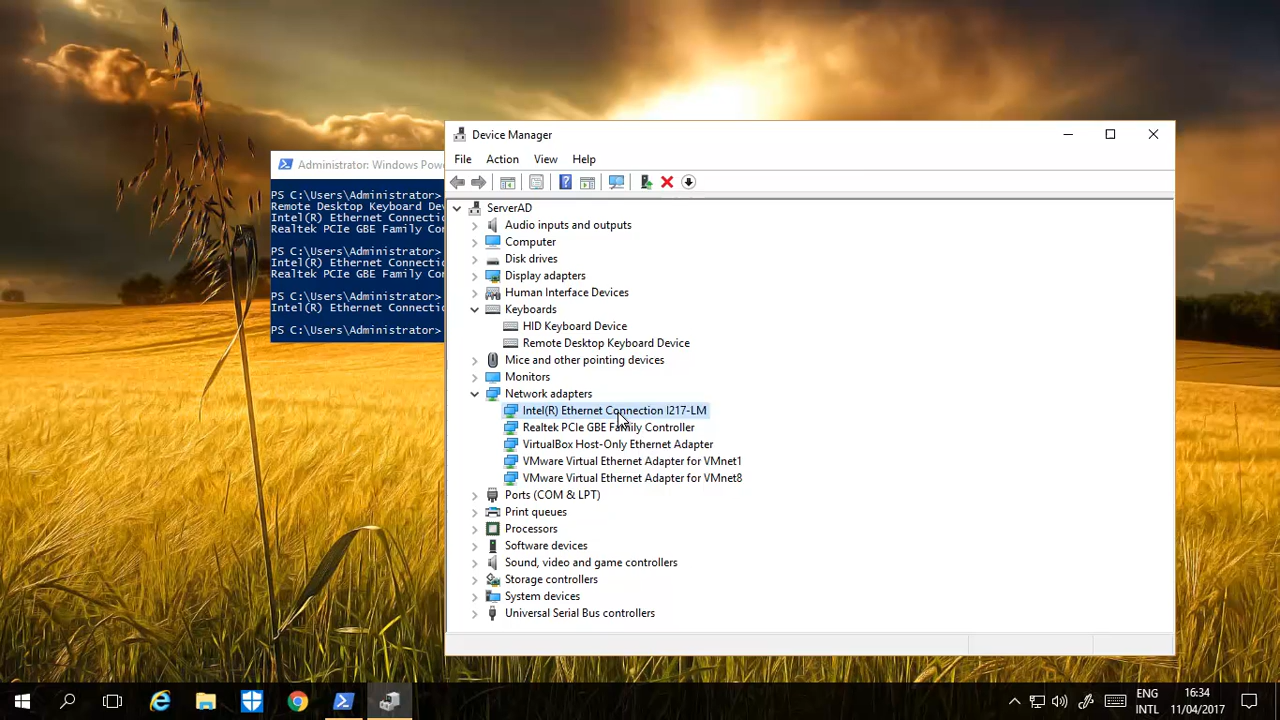 Administrator: Windows Pow
PS C:\Users\Administrator>
Remote Desktop Keyboard De
Intel(R) Ethernet Connectio
Realtek PCIe GBE Family Co
PS C:\Users\Administrator>
Intel(R) Ethernet Connectio
Realtek PCIe GBE Family Co
PS C:\Users\Administrator>
Intel(R) Ethernet Connectio
PS C:\Users\Administrator>
Device Manager
File Action View Help
ServerAD
Audio inputs and outputs
Computer
Disk drives
Display adapters
Human Interface Devices
Keyboards
HID Keyboard Device
Remote Desktop Keyboard Device
Mice and other pointing devices
Monitors
Network adapters
Intel(R) Ethernet Connection I217-LM
Realtek PCIe GBE Family Controller
VirtualBox Host-Only Ethernet Adapter
VMware Virtual Ethernet Adapter for VMnet1
VMware Virtual Ethernet Adapter for VMnet8
Ports (COM & LPT)
Print queues
Processors
Software devices
Sound, video and game controllers
Storage controllers
System devices
Universal Serial Bus controllers
ENG 16:34
INTL 11/04/2017